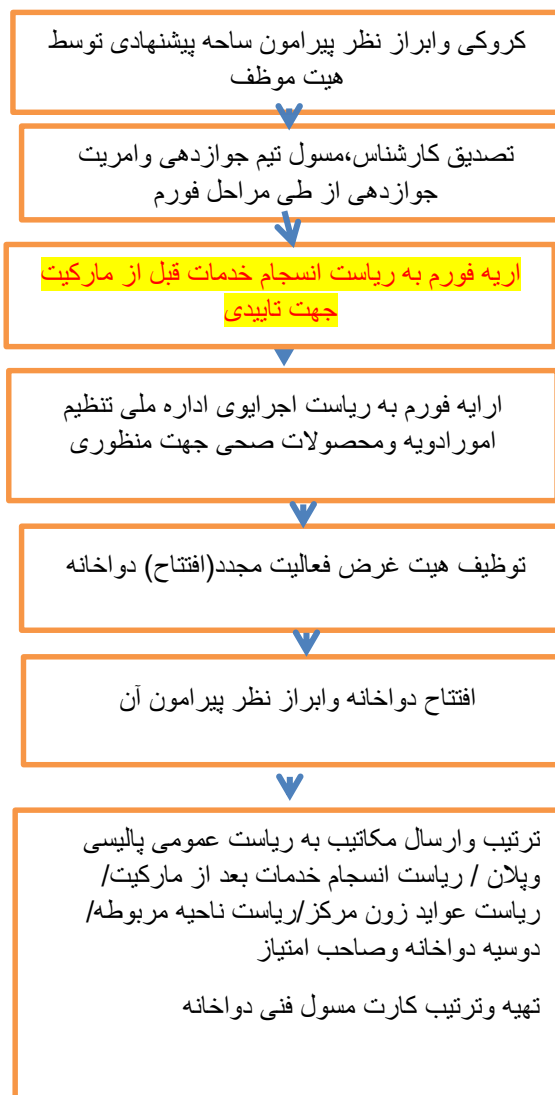 کروکی وابراز نظر پیرامون ساحه پیشنهادی توسط
هیت موظف
تصدیق کارشناس،مسول تیم جوازدهی وامریت
جوازدهی از طی مراحل فورم
اریه فورم به ریاست انسجام خدمات قبل از مارکیت
جهت تاییدی
ارایه فورم به ریاست اجرایوی اداره ملی تنظیم
امورادویه ومحصولات صحی جهت منظوری
توظیف هیت غرض فعالیت مجدد(افتتاح) دواخانه
افتتاح دواخانه وابراز نظر پیرامون آن
ترتیب وارسال مکاتیب به ریاست عمومی پالیسی
وپلان / ریاست انسجام خدمات بعد از مارکیت/
ریاست عواید زون مرکز/ریاست ناحیه مربوطه/
دوسیه دواخانه وصاحب امتیاز
تهیه وترتیب کارت مسول فنی دواخانه